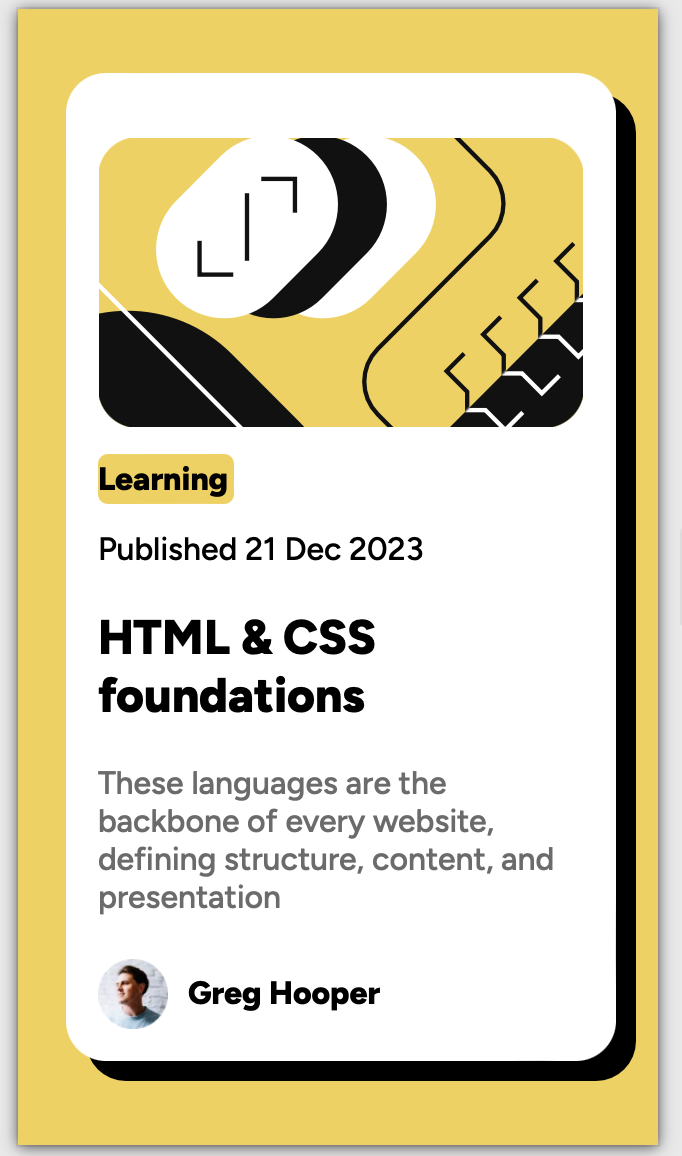 Learning
Published 21 Dec 2023
HTML & CSS
foundations
These languages are the
backbone of every website,
defining structure, content, and
presentation
Greg Hooper